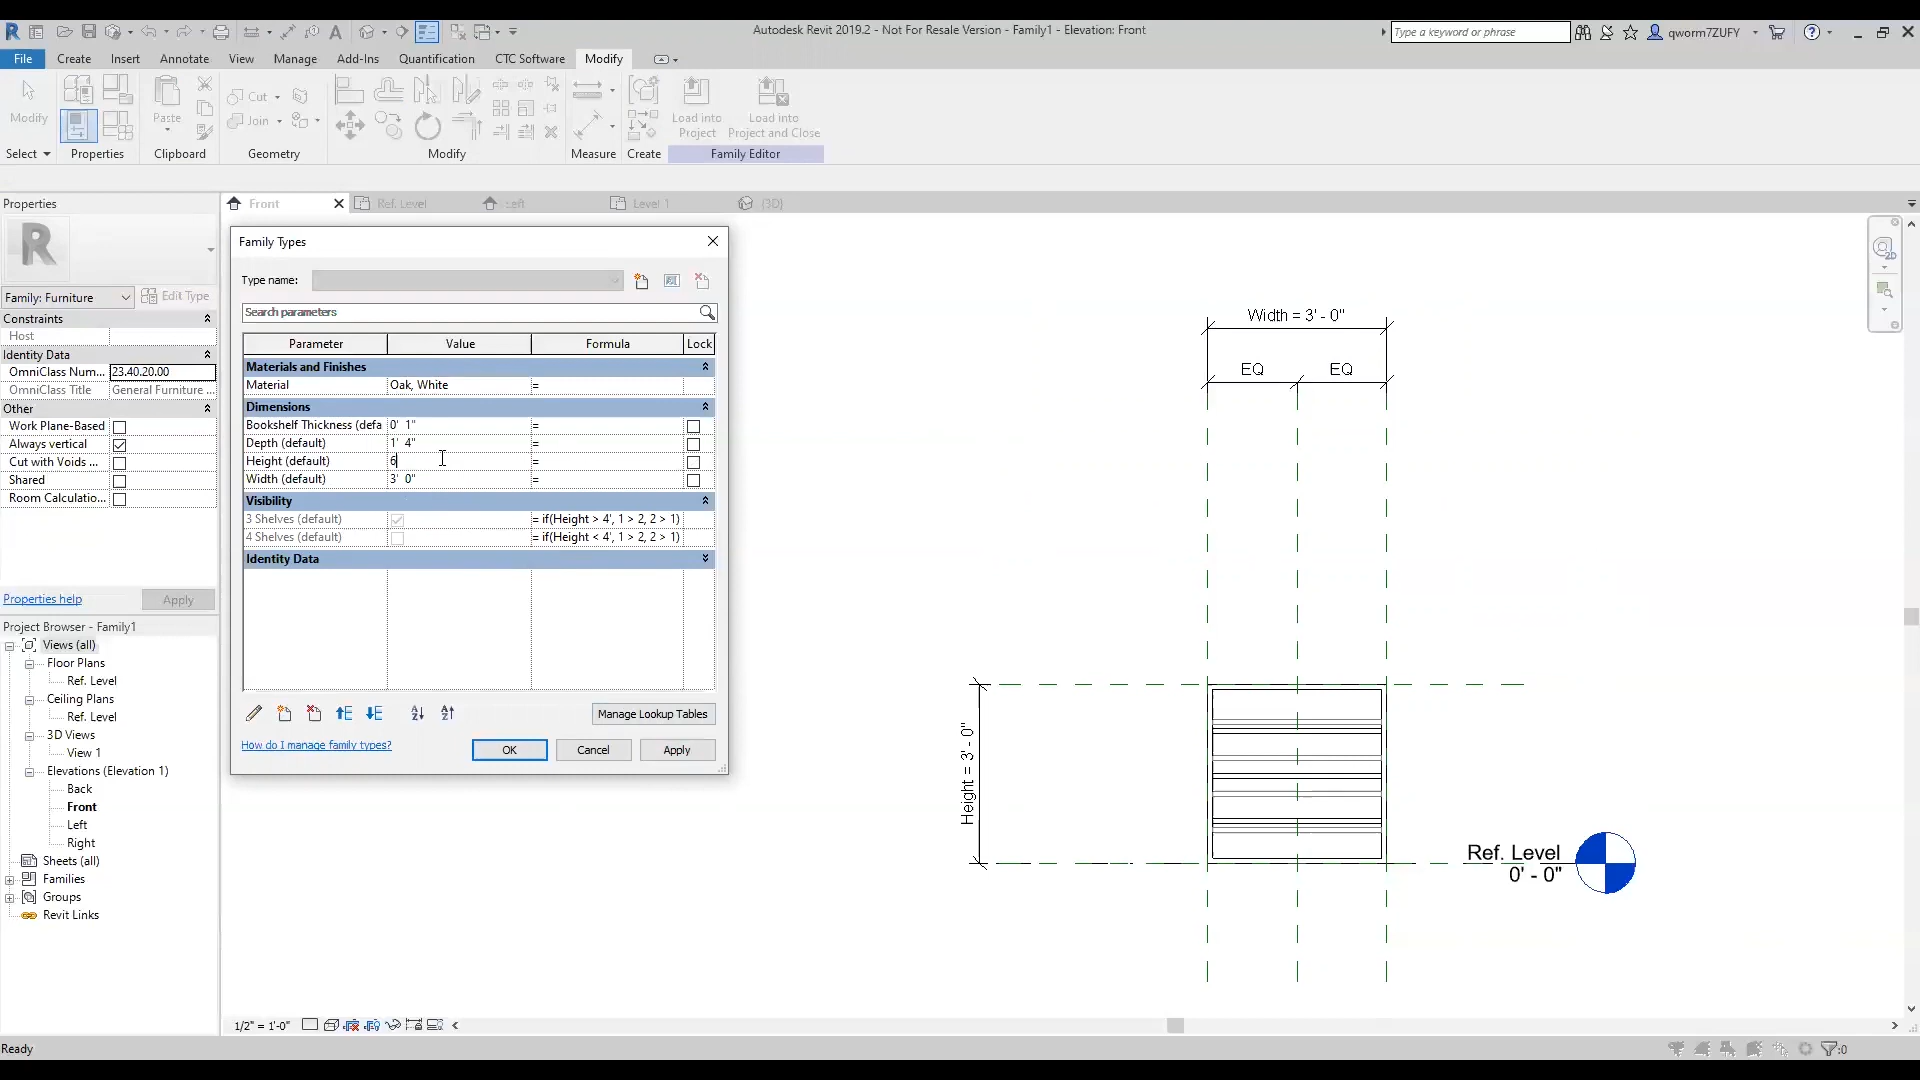 Autodesk Revit 2019.2 - Not For Resale Version - Family1 - Elevation: Front
Type a keyword or phrase
qworm7ZUFY
File Create Insert Annotate View Manage Add-Ins Quantification CTC Software Modify
Modify
Paste
Cut
Join
Load into Project
Load into Project and Close
Select Properties Clipboard Geometry Modify Measure Create Family Editor
Properties
Front
Ref. Level
Left
Level 1
(3D)
Family: Furniture
Edit Type
Constraints
Host
Identity Data
OmniClass Num... 23.40.20.00
OmniClass Title General Furniture ...
Other
Work Plane-Based
Always vertical
Cut with Voids ...
Shared
Room Calculatio...
Properties help
Apply
Project Browser - Family1
Views (all)
Floor Plans
Ref. Level
Ceiling Plans
Ref. Level
3D Views
View 1
Elevations (Elevation 1)
Back
Front
Left
Right
Sheets (all)
Families
Groups
Revit Links
Family Types
Type name:
Search parameters
Parameter Value Formula Lock
Materials and Finishes
Material Oak, White =
Dimensions
Bookshelf Thickness (defa 0' 1" =
Depth (default) 1' 4" =
Height (default) 6 =
Width (default) 3' 0" =
Visibility
3 Shelves (default) = if(Height > 4', 1 > 2, 2 > 1)
4 Shelves (default) = if(Height < 4', 1 > 2, 2 > 1)
Identity Data
Manage Lookup Tables
How do I manage family types?
OK
Cancel
Apply
Width = 3' - 0"
EQ EQ
Height = 3' - 0"
Ref. Level
0' - 0"
1/2" = 1'-0"
Ready
:0